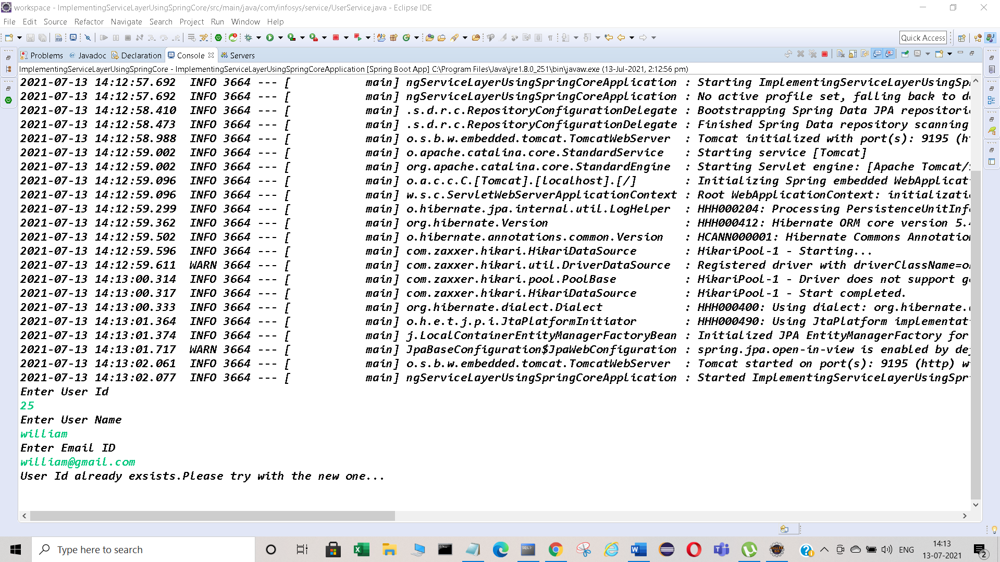 workspace - ImplementingServiceLayerUsingSpringCore/src/main/java/com/infosys/service/UserService.java - Eclipse IDE
File Edit Source Refactor Navigate Search Project Run Window Help
Quick Access
Problems Javadoc Declaration Console Servers
ImplementingServiceLayerUsingSpringCore - ImplementingServiceLayerUsingSpringCoreApplication [Spring Boot App] C:\Program Files\Java\jre1.8.0_251\bin\javaw.exe (13-Jul-2021, 2:12:56 pm)
2021-07-13 14:12:57.692 INFO 3664 --- [ main] ngServiceLayerUsingSpringCoreApplication : Starting ImplementingServiceLayerUsingSp
2021-07-13 14:12:57.692 INFO 3664 --- [ main] ngServiceLayerUsingSpringCoreApplication : No active profile set, falling back to de
2021-07-13 14:12:58.410 INFO 3664 --- [ main] .s.d.r.c.RepositoryConfigurationDelegate : Bootstrapping Spring Data JPA repositorie
2021-07-13 14:12:58.473 INFO 3664 --- [ main] .s.d.r.c.RepositoryConfigurationDelegate : Finished Spring Data repository scanning
2021-07-13 14:12:58.988 INFO 3664 --- [ main] o.s.b.w.embedded.tomcat.TomcatWebServer : Tomcat initialized with port(s): 9195 (ht
2021-07-13 14:12:59.002 INFO 3664 --- [ main] o.apache.catalina.core.StandardService : Starting service [Tomcat]
2021-07-13 14:12:59.002 INFO 3664 --- [ main] org.apache.catalina.core.StandardEngine : Starting Servlet engine: [Apache Tomcat/
2021-07-13 14:12:59.096 INFO 3664 --- [ main] o.a.c.c.C.[Tomcat].[localhost].[/] : Initializing Spring embedded WebApplicat
2021-07-13 14:12:59.096 INFO 3664 --- [ main] w.s.c.ServletWebServerApplicationContext : Root WebApplicationContext: initializati
2021-07-13 14:12:59.299 INFO 3664 --- [ main] o.hibernate.jpa.internal.util.LogHelper : HHH000204: Processing PersistenceUnitInf
2021-07-13 14:12:59.362 INFO 3664 --- [ main] org.hibernate.Version : HHH000412: Hibernate ORM core version 5.4
2021-07-13 14:12:59.502 INFO 3664 --- [ main] o.hibernate.annotations.common.Version : HCANN000001: Hibernate Commons Annotation
2021-07-13 14:12:59.596 INFO 3664 --- [ main] com.zaxxer.hikari.HikariDataSource : HikariPool-1 - Starting...
2021-07-13 14:12:59.611 WARN 3664 --- [ main] com.zaxxer.hikari.util.DriverDataSource : Registered driver with driverClassName=o
2021-07-13 14:13:00.314 INFO 3664 --- [ main] com.zaxxer.hikari.pool.PoolBase : HikariPool-1 - Driver does not support g
2021-07-13 14:13:00.317 INFO 3664 --- [ main] com.zaxxer.hikari.HikariDataSource : HikariPool-1 - Start completed.
2021-07-13 14:13:00.333 INFO 3664 --- [ main] org.hibernate.dialect.Dialect : HHH000400: Using dialect: org.hibernate.
2021-07-13 14:13:01.364 INFO 3664 --- [ main] o.h.e.t.j.p.i.JtaPlatformInitiator : HHH000490: Using JtaPlatform implementat
2021-07-13 14:13:01.374 INFO 3664 --- [ main] j.LocalContainerEntityManagerFactoryBean : Initialized JPA EntityManagerFactory for
2021-07-13 14:13:01.717 WARN 3664 --- [ main] JpaBaseConfiguration$JpaWebConfiguration : spring.jpa.open-in-view is enabled by de
2021-07-13 14:13:02.061 INFO 3664 --- [ main] o.s.b.w.embedded.tomcat.TomcatWebServer : Tomcat started on port(s): 9195 (http) w
2021-07-13 14:13:02.077 INFO 3664 --- [ main] ngServiceLayerUsingSpringCoreApplication : Started ImplementingServiceLayerUsingSpr
Enter User Id
25
Enter User Name
william
Enter Email ID
william@gmail.com
User Id already exsists.Please try with the new one...
Type here to search
ENG
14:13
13-07-2021
2